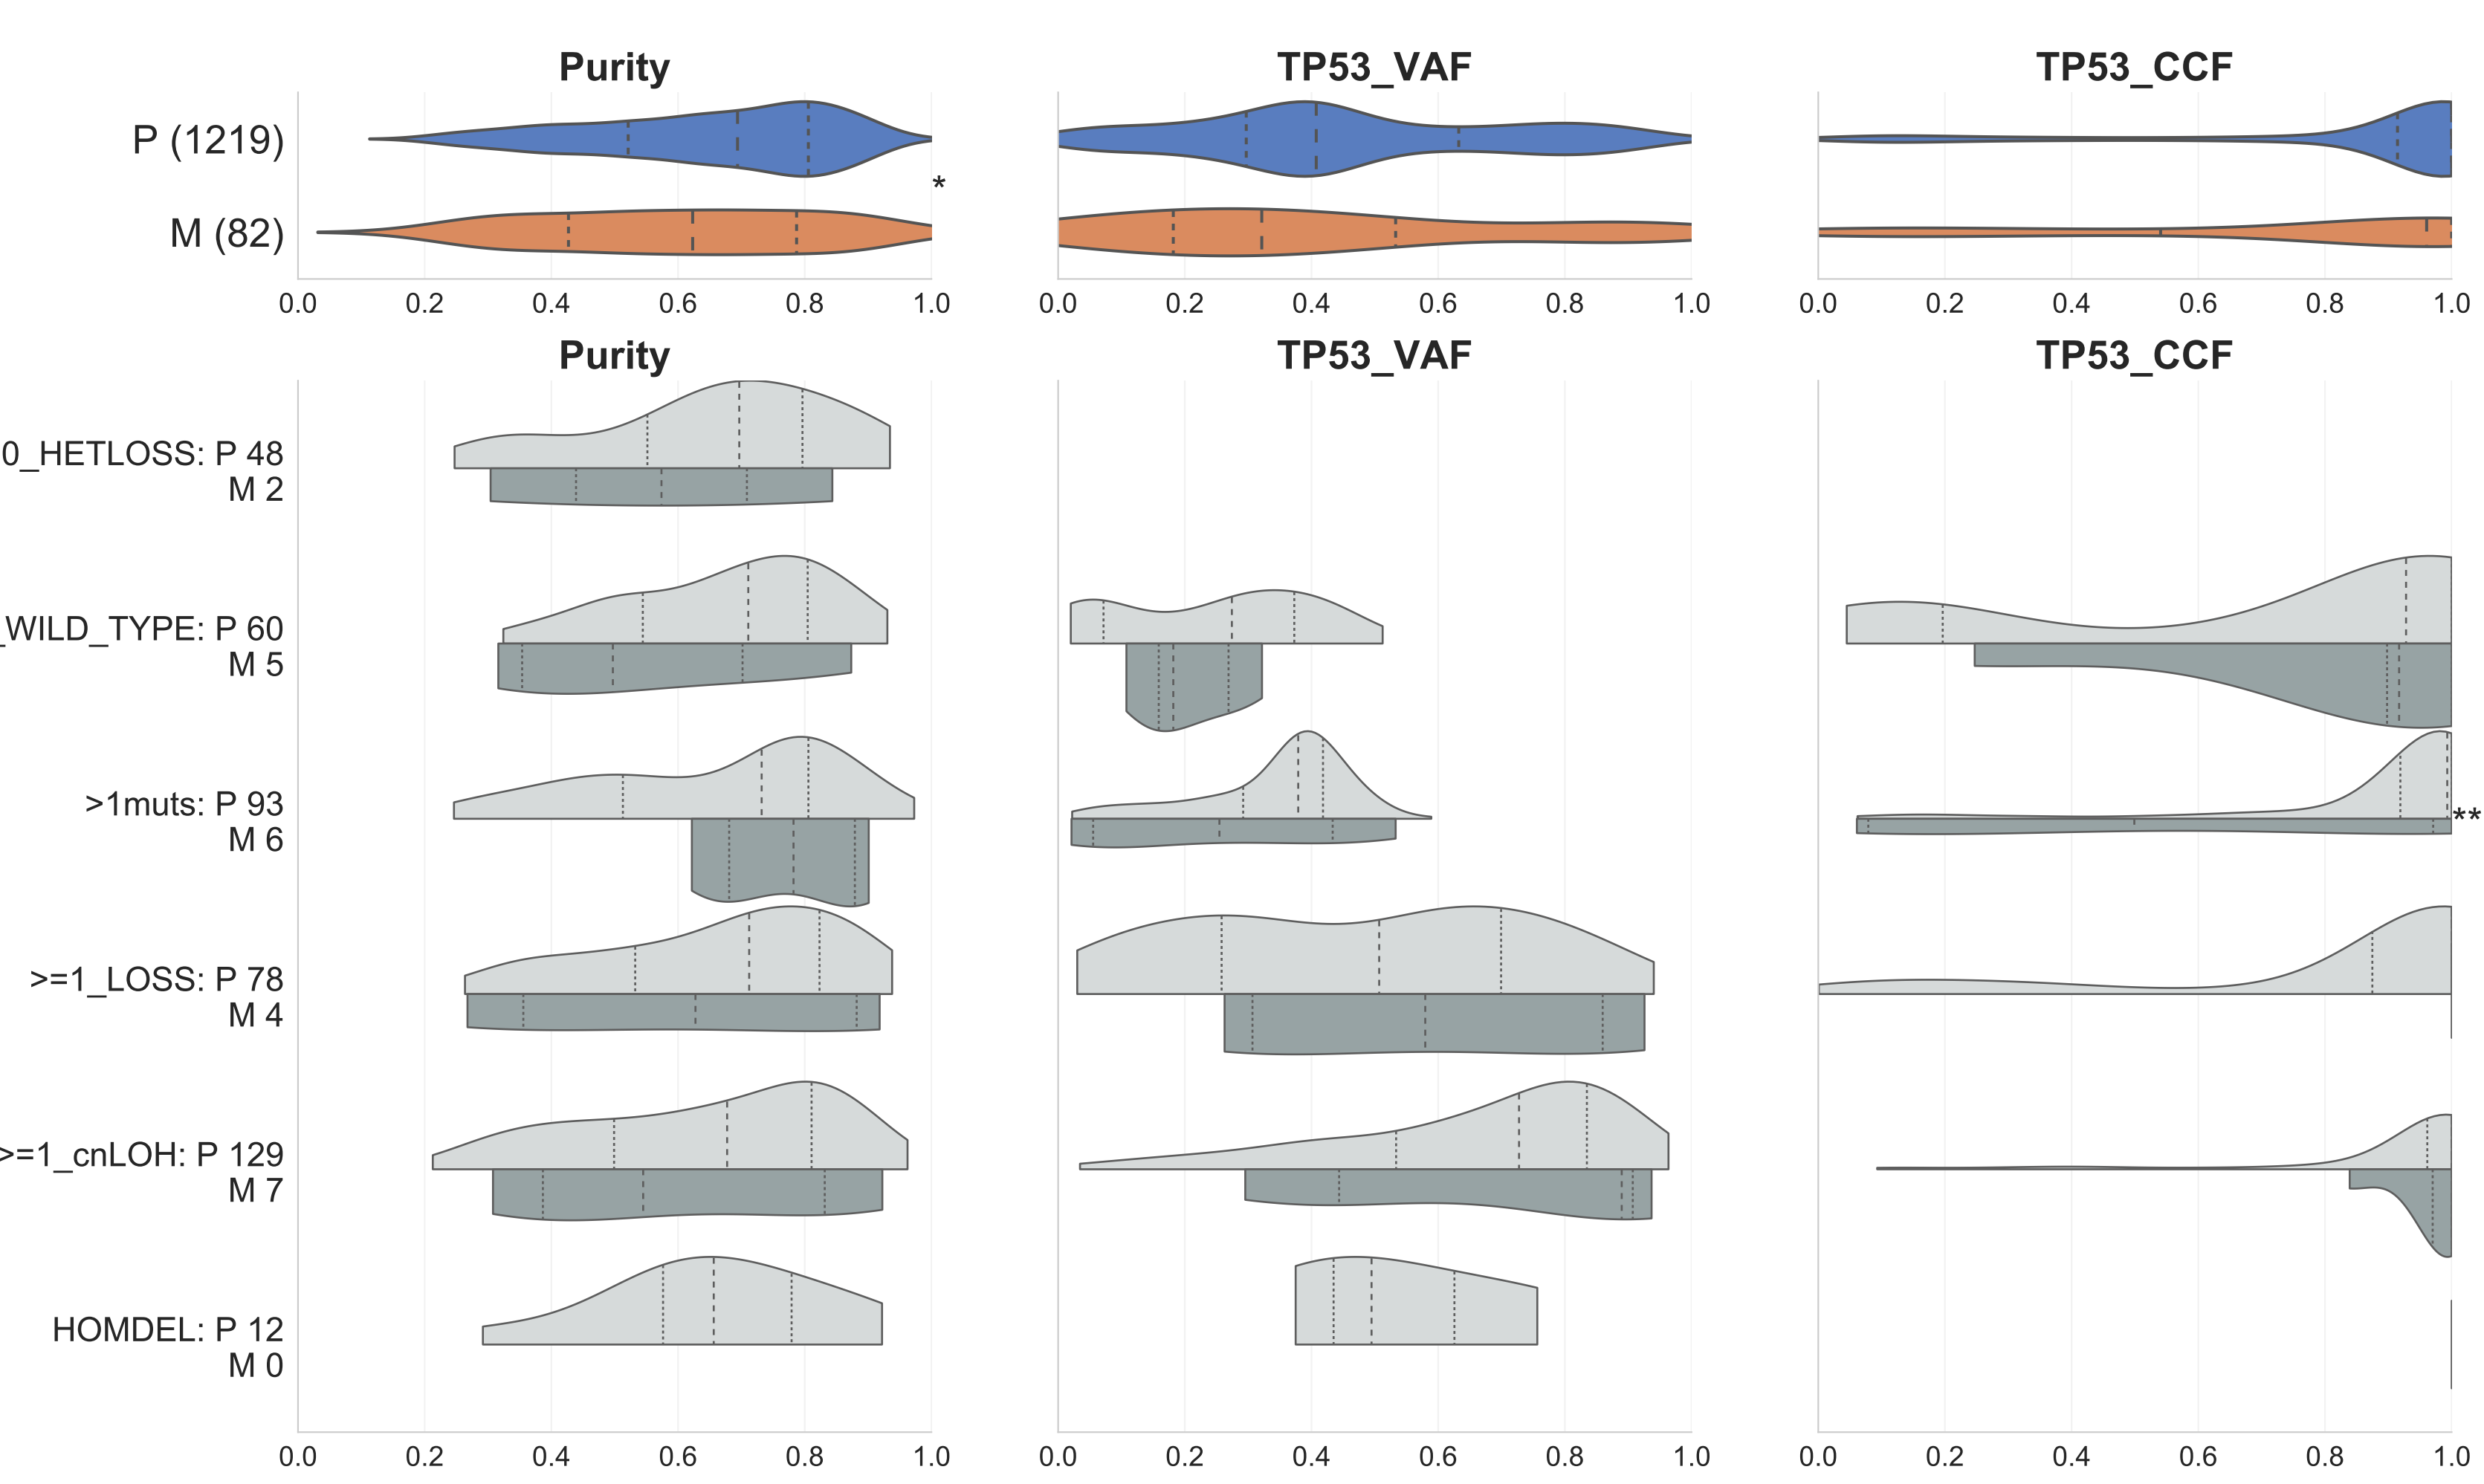 Purity TP53_VAF TP53_CCF
P (1219)
*
M (82)
0.0 0.2 0.4 0.6 0.8 1.0 0.0 0.2 0.4 0.6 0.8 1.0 0.0 0.2 0.4 0.6 0.8 1.0
Purity TP53_VAF TP53_CCF
0_HETLOSS: P 48
M 2
_WILD_TYPE: P 60
M 5
>1muts: P 93
**
M 6
>=1_LOSS: P 78
M 4
>=1_cnLOH: P 129
M 7
HOMDEL: P 12
M 0
0.0 0.2 0.4 0.6 0.8 1.0 0.0 0.2 0.4 0.6 0.8 1.0 0.0 0.2 0.4 0.6 0.8 1.0